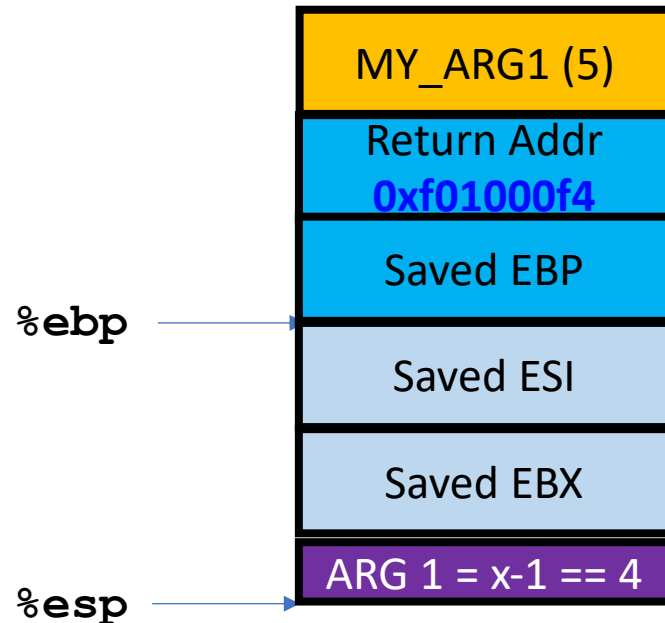 MY_ARG1 (5)
Return Addr
0xf01000f4
Saved EBP
%ebp
Saved ESI
Saved EBX
ARG 1 = x-1 == 4
%esp